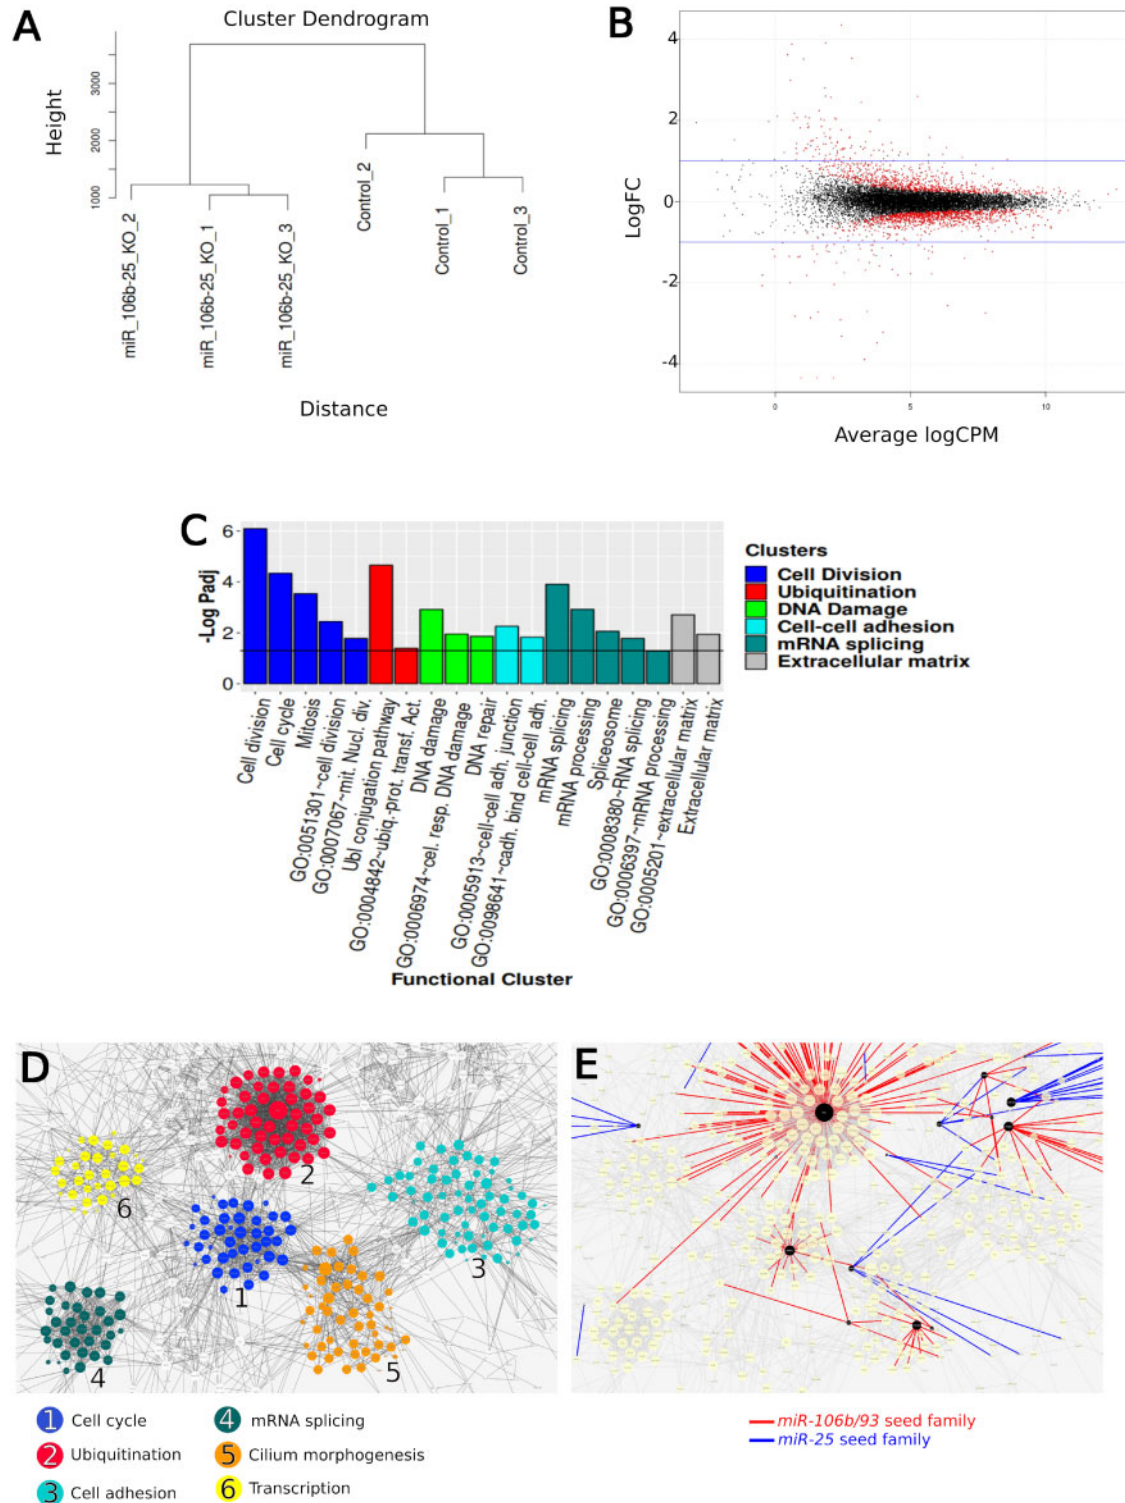 A
Cluster Dendrogram
Height
3000
2000
1000
miR_106b-25_KO_2
miR_106b-25_KO_1
miR_106b-25_KO_3
Control_2
Control_1
Control_3
Distance
B
LogFC
4
2
0
-2
-4
0
5
10
Average logCPM
C
-Log Padj
6
4
2
0
Cell division
Cell cycle
Mitosis
GO:0051301~cell division
GO:0007067~mit. Nucl. div.
Ubl conjugation pathway
GO:0004842~ubiq.-prot. transf. Act.
DNA damage
GO:0006974~cel. resp. DNA damage
DNA repair
GO:0005913~cell-cell adh. junction
GO:0098641~cadh. bind cell-cell adh.
mRNA splicing
mRNA processing
Spliceosome
GO:0008380~RNA splicing
GO:0006397~mRNA processing
GO:0005201~extracellular matrix
Extracellular matrix
Functional Cluster
Clusters
Cell Division
Ubiquitination
DNA Damage
Cell-cell adhesion
mRNA splicing
Extracellular matrix
D
2
6
3
1
4
5
1 Cell cycle
2 Ubiquitination
3 Cell adhesion
4 mRNA splicing
5 Cilium morphogenesis
6 Transcription
E
miR-106b/93 seed family
miR-25 seed family